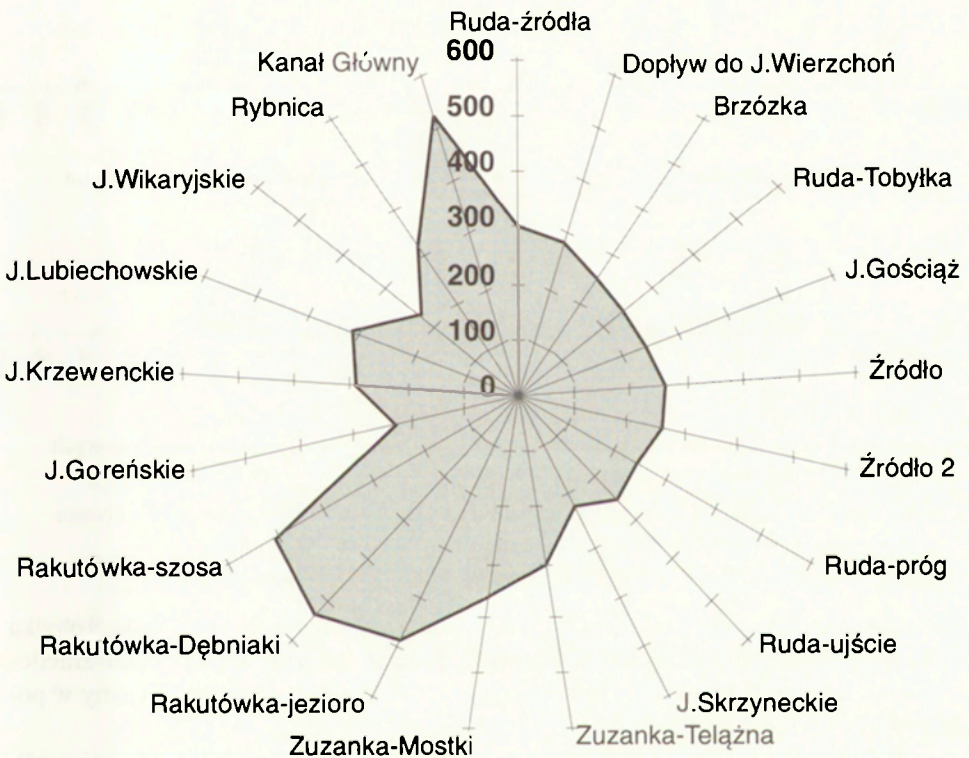 Ruda-źródła
600
Kanał Główny
Dopływ do J.Wierzchoń
Rybnica
500
Brzózka
400
J.Wikaryjskie
Ruda-Tobyłka
300
J.Lubiechowskie
J.Gościąż
200
100
J.Krzewenckie
0
Źródło
J.Goreńskie
Źródło 2
Rakutówka-szosa
Ruda-próg
Rakutówka-Dębniaki
Ruda-ujście
Rakutówka-jezioro
J.Skrzyneckie
Zuzanka-Mostki
Zuzanka-Telążna